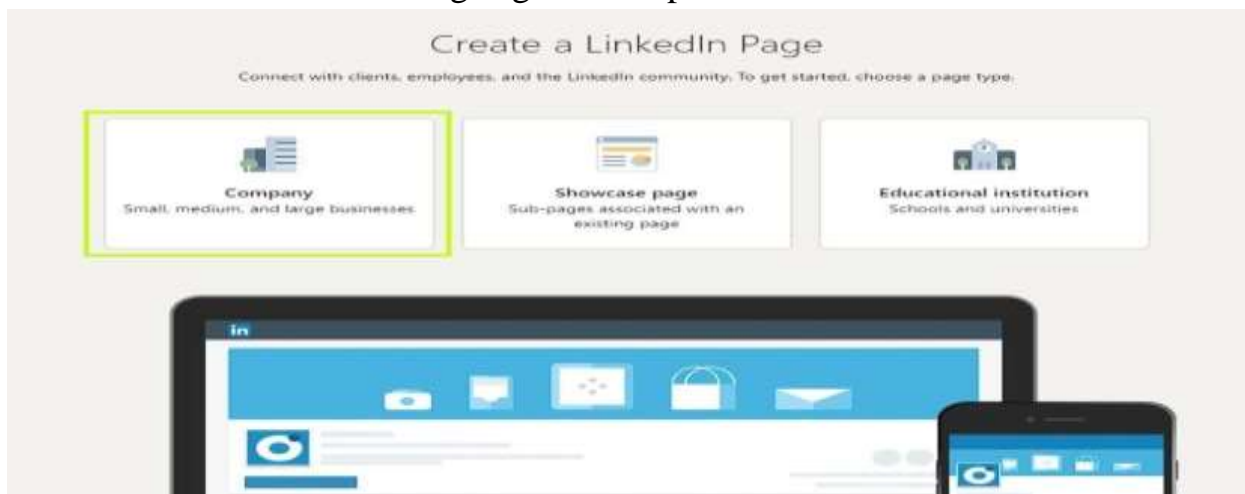 Create a LinkedIn Page
Connect with clients, employees, and the LinkedIn community. To get started, choose a page type.
Company
Small, medium, and large businesses
Showcase page
Sub-pages associated with an
existing page
Educational institution
Schools and universities
in